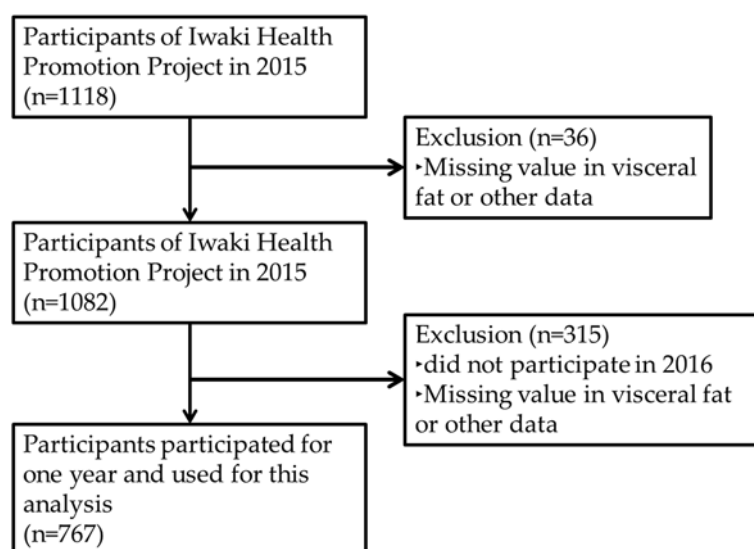 Participants of Iwaki Health
Promotion Project in 2015
(n=1118)
Exclusion (n=36)
‣Missing value in visceral
fat or other data
Participants of Iwaki Health
Promotion Project in 2015
(n=1082)
Exclusion (n=315)
‣did not participate in 2016
‣Missing value in visceral fat
or other data
Participants participated for
one year and used for this
analysis
(n=767)